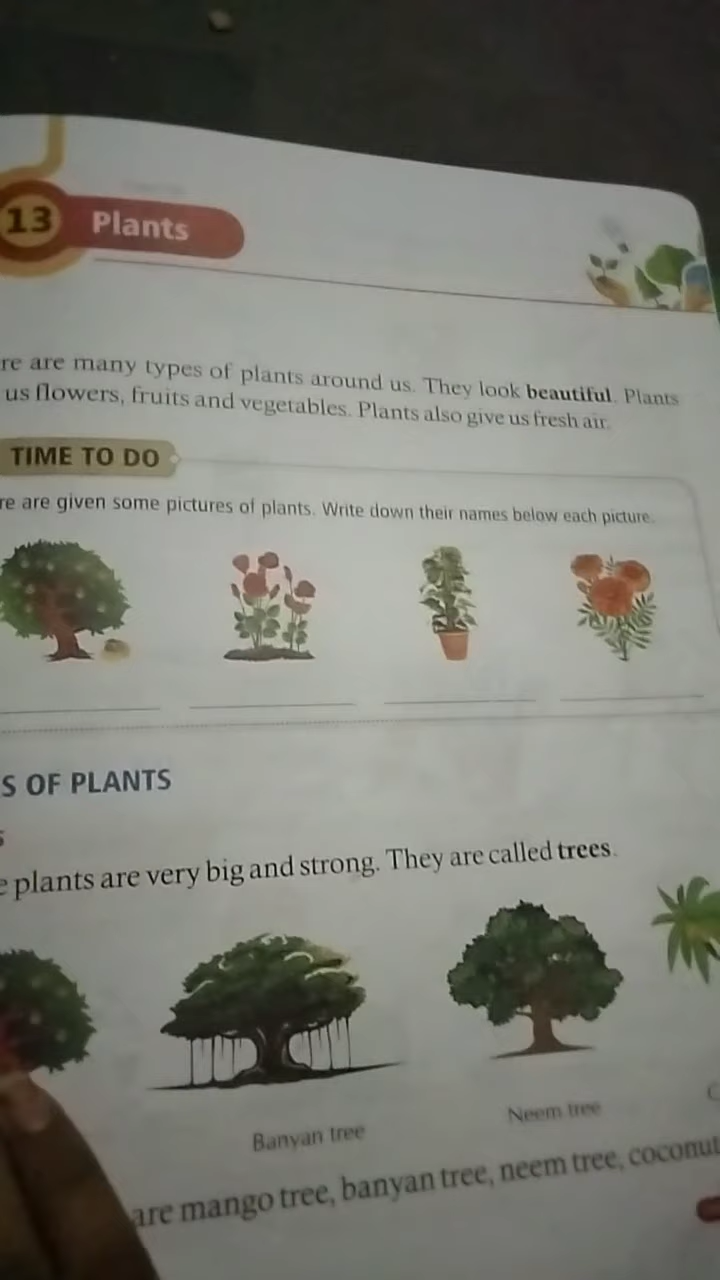 13 Plants
re are many types of plants around us. They look beautiful. Plants
us flowers, fruits and vegetables. Plants also give us fresh air.
TIME TO DO
re are given some pictures of plants. Write down their names below each picture.
S OF PLANTS
s
e plants are very big and strong. They are called trees.
Banyan tree
Neem tree
C
are mango tree, banyan tree, neem tree, coconut